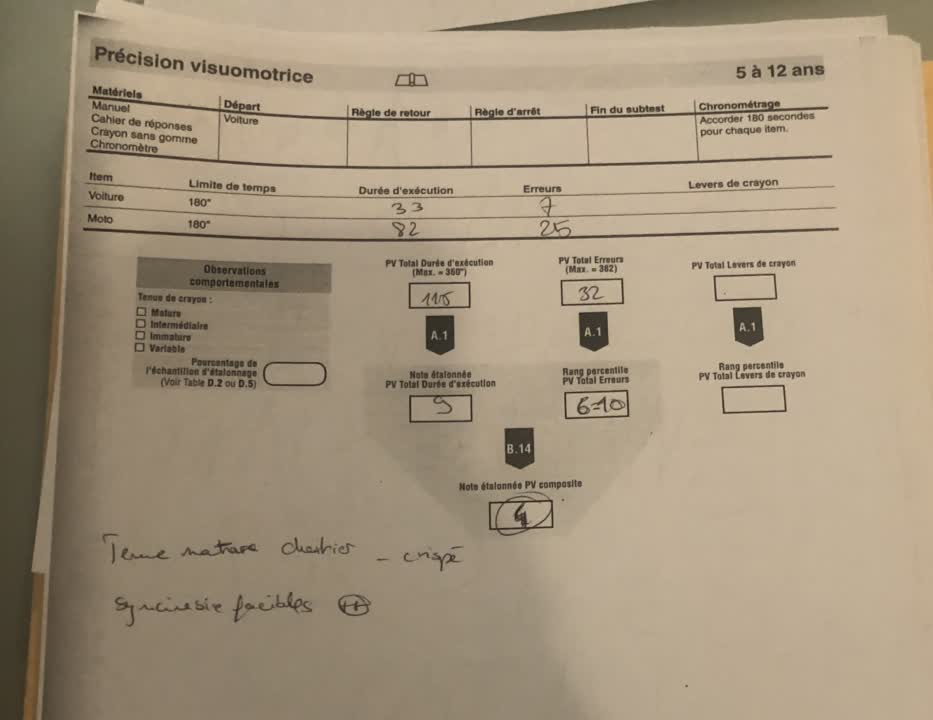 Précision visuomotrice
5 à 12 ans
Matériels
Départ
Règle de retour
Règle d'arrêt
Fin du subtest
Chronométrage
Manuel
Cahier de réponses
Crayon sans gomme
Chronomètre
Voiture
Accorder 180 secondes
pour chaque item.
Item
Limite de temps
Durée d'exécution
Erreurs
Levers de crayon
Voiture 180" 33 7
Moto 180" 82 25
Observations
comportementales
Tenue de crayon :
Mature
Intermédiaire
Immature
Variable
Pourcentage de
l'échantillon d'étalonnage
(Voir Table D.2 ou D.5)
PV Total Durée d'exécution
(Max. = 360")
115
A.1
Note étalonnée
PV Total Durée d'exécution
9
PV Total Erreurs
(Max. = 382)
32
A.1
Rang percentile
PV Total Erreurs
6-10
PV Total Levers de crayon
A.1
Rang percentile
PV Total Levers de crayon
B.14
Note étalonnée PV composite
4
Tenue mature - crispé
syncinésie faciales ++